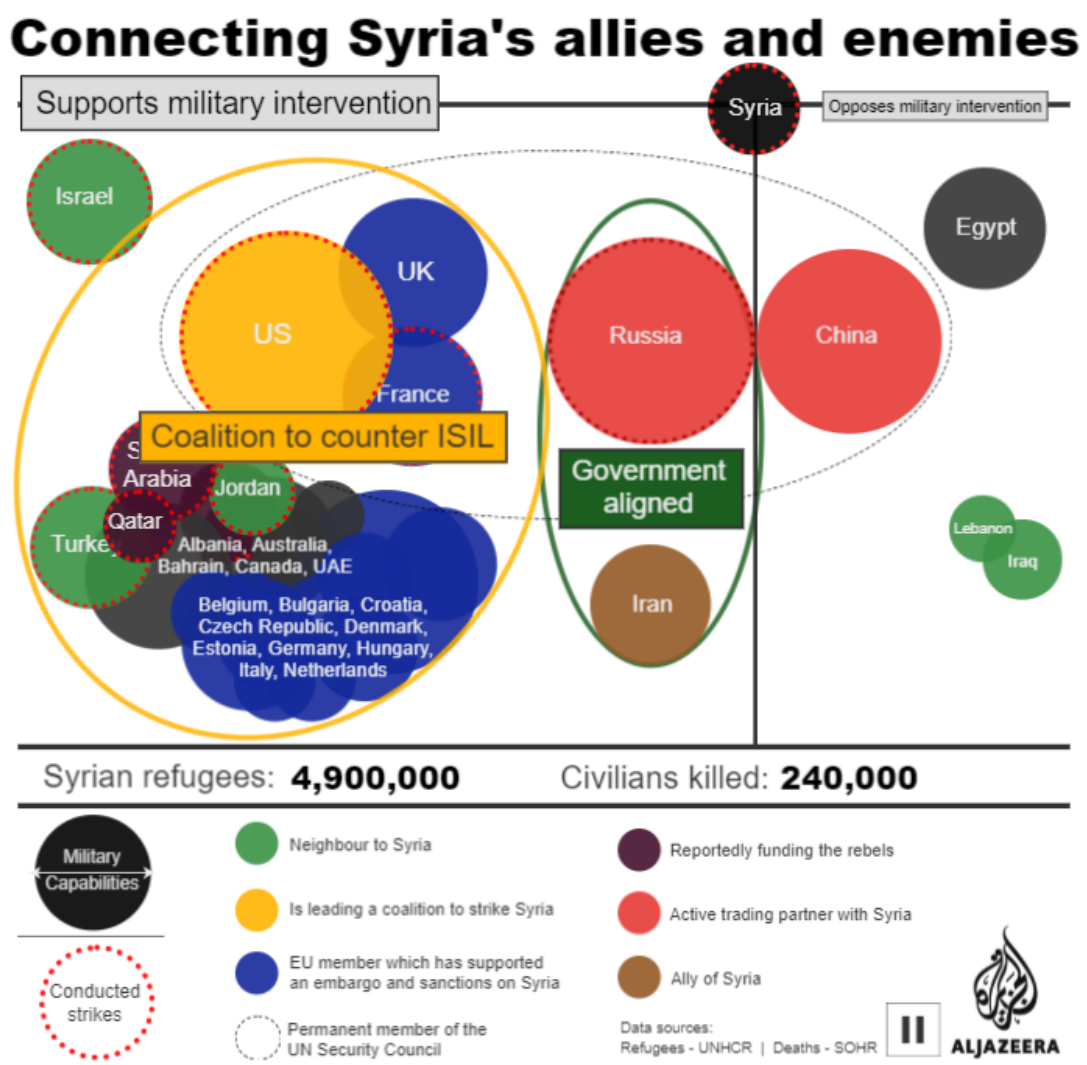 Connecting Syria's allies and enemies
Supports military intervention
Syria
Opposes military intervention
Israel
Egypt
UK
US
Russia
China
France
Coalition to counter ISIL
S
Arabia
Jordan
Government
aligned
Qatar
Turkey
Lebanon
Iraq
Albania, Australia,
Bahrain, Canada, UAE
Iran
Belgium, Bulgaria, Croatia,
Czech Republic, Denmark,
Estonia, Germany, Hungary,
Italy, Netherlands
Syrian refugees: 4,900,000
Civilians killed: 240,000
Military
Capabilities
Conducted
strikes
Neighbour to Syria
Is leading a coalition to strike Syria
EU member which has supported
an embargo and sanctions on Syria
Permanent member of the
UN Security Council
Reportedly funding the rebels
Active trading partner with Syria
Ally of Syria
Data sources:
Refugees - UNHCR | Deaths - SOHR
الجزيرة
ALJAZEERA